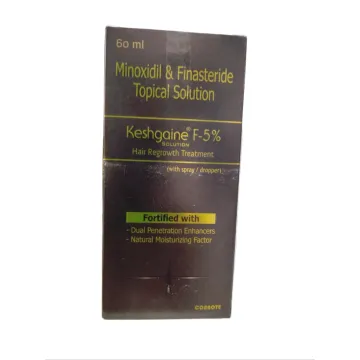 60 ml
Minoxidil & Finasteride
Topical Solution
Keshgaine® F-5%
SOLUTION
Hair Regrowth Treatment
(with spray / dropper)
Fortified with
- Dual Penetration Enhancers
- Natural Moisturizing Factor